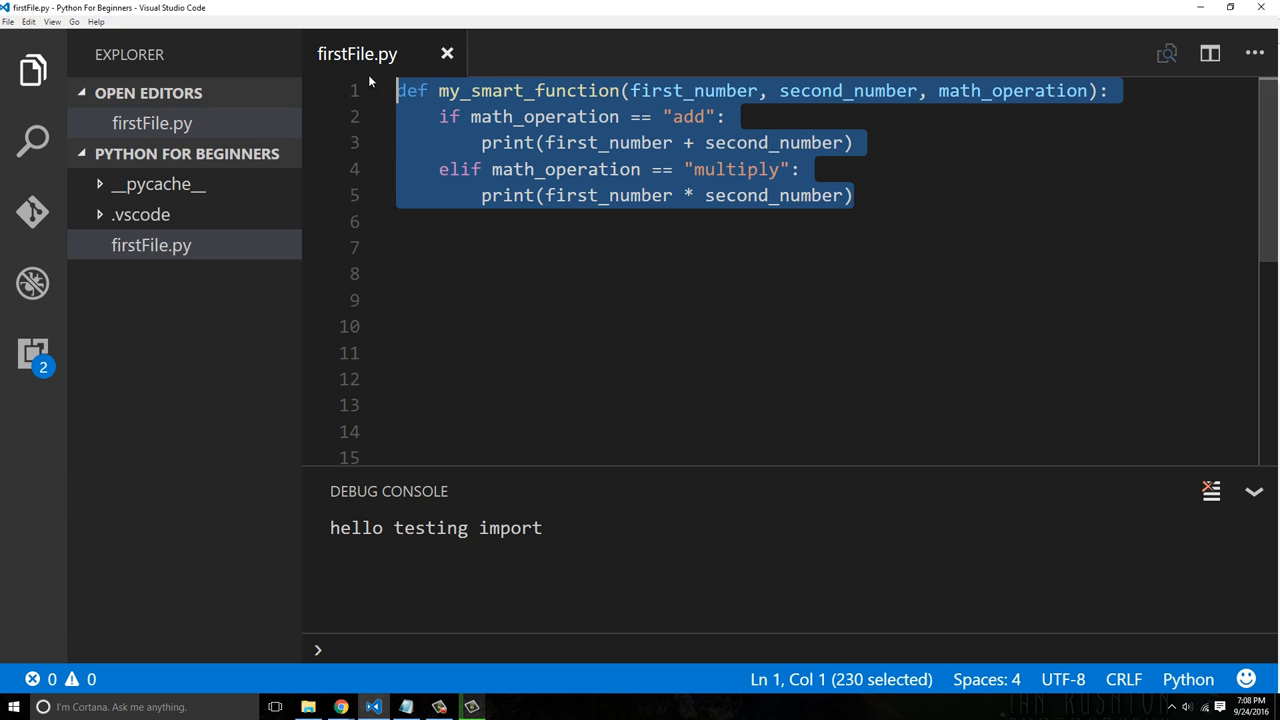 firstFile.py - Python For Beginners - Visual Studio Code
File Edit View Go Help
EXPLORER
OPEN EDITORS
firstFile.py
PYTHON FOR BEGINNERS
__pycache__
.vscode
firstFile.py
2
firstFile.py
1 def my_smart_function(first_number, second_number, math_operation):
2 if math_operation == "add":
3 print(first_number + second_number)
4 elif math_operation == "multiply":
5 print(first_number * second_number)
6
7
8
9
10
11
12
13
14
15
DEBUG CONSOLE
hello testing import
0 0 Ln 1, Col 1 (230 selected) Spaces: 4 UTF-8 CRLF Python
I'm Cortana. Ask me anything.
7:08 PM
9/24/2016